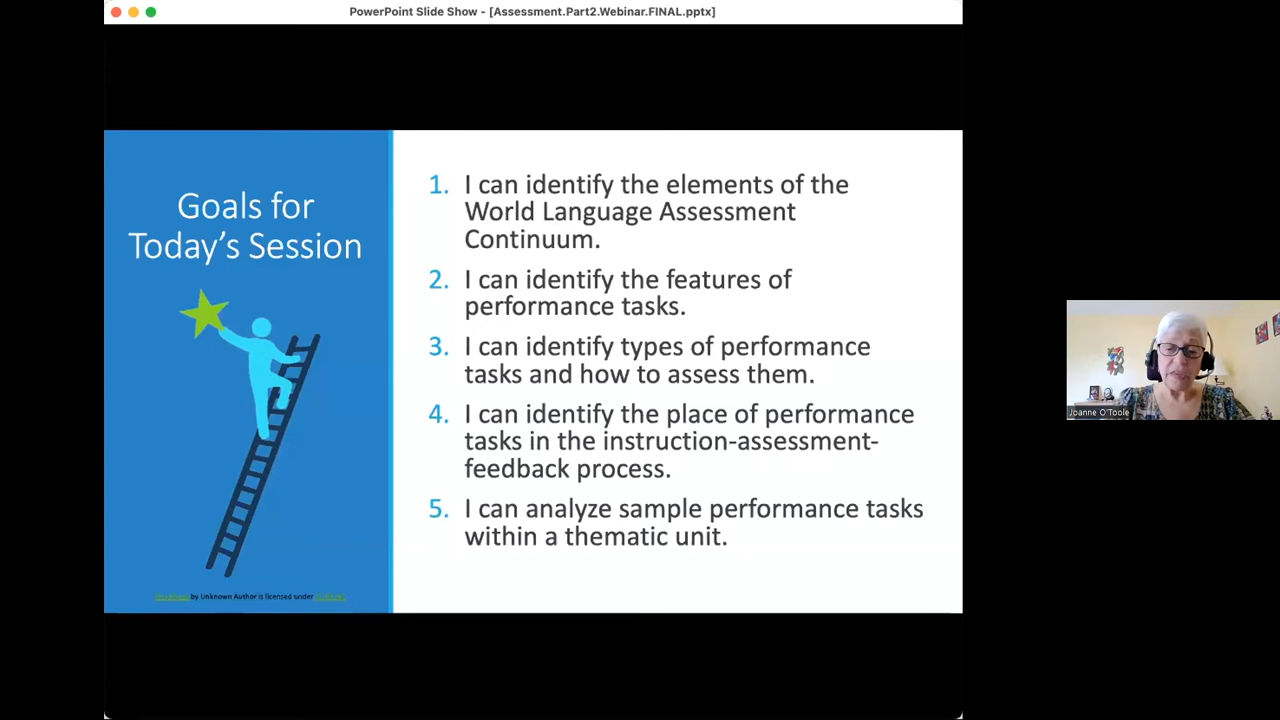 PowerPoint Slide Show - [Assessment.Part2.Webinar.FINAL.pptx]
Goals for
Today's Session
1. I can identify the elements of the
World Language Assessment
Continuum.
2. I can identify the features of
performance tasks.
3. I can identify types of performance
tasks and how to assess them.
4. I can identify the place of performance
tasks in the instruction-assessment-
feedback process.
5. I can analyze sample performance tasks
within a thematic unit.
by Unknown Author is licensed under
Joanne O'Toole